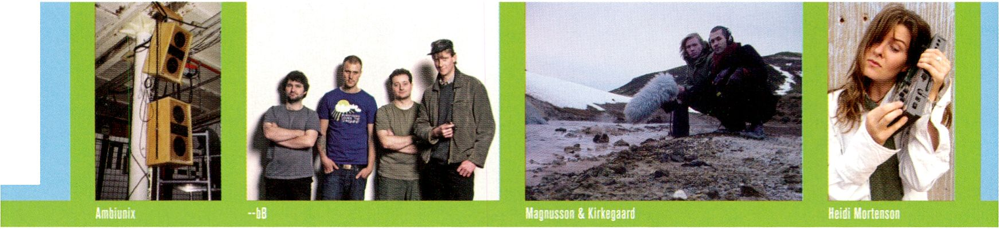 Ambiunix
--bB
Magnusson & Kirkegaard
Heidi Mortenson